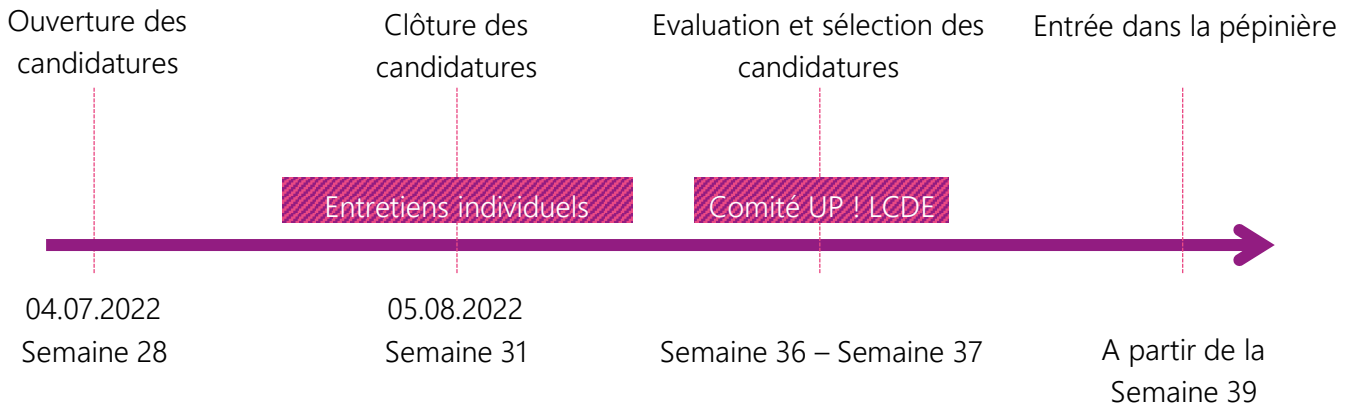 Ouverture des
candidatures
Clôture des
candidatures
Evaluation et sélection des
candidatures
Entrée dans la pépinière
Entretiens individuels
Comité UP ! LCDE
04.07.2022
Semaine 28
05.08.2022
Semaine 31
Semaine 36 – Semaine 37
A partir de la
Semaine 39